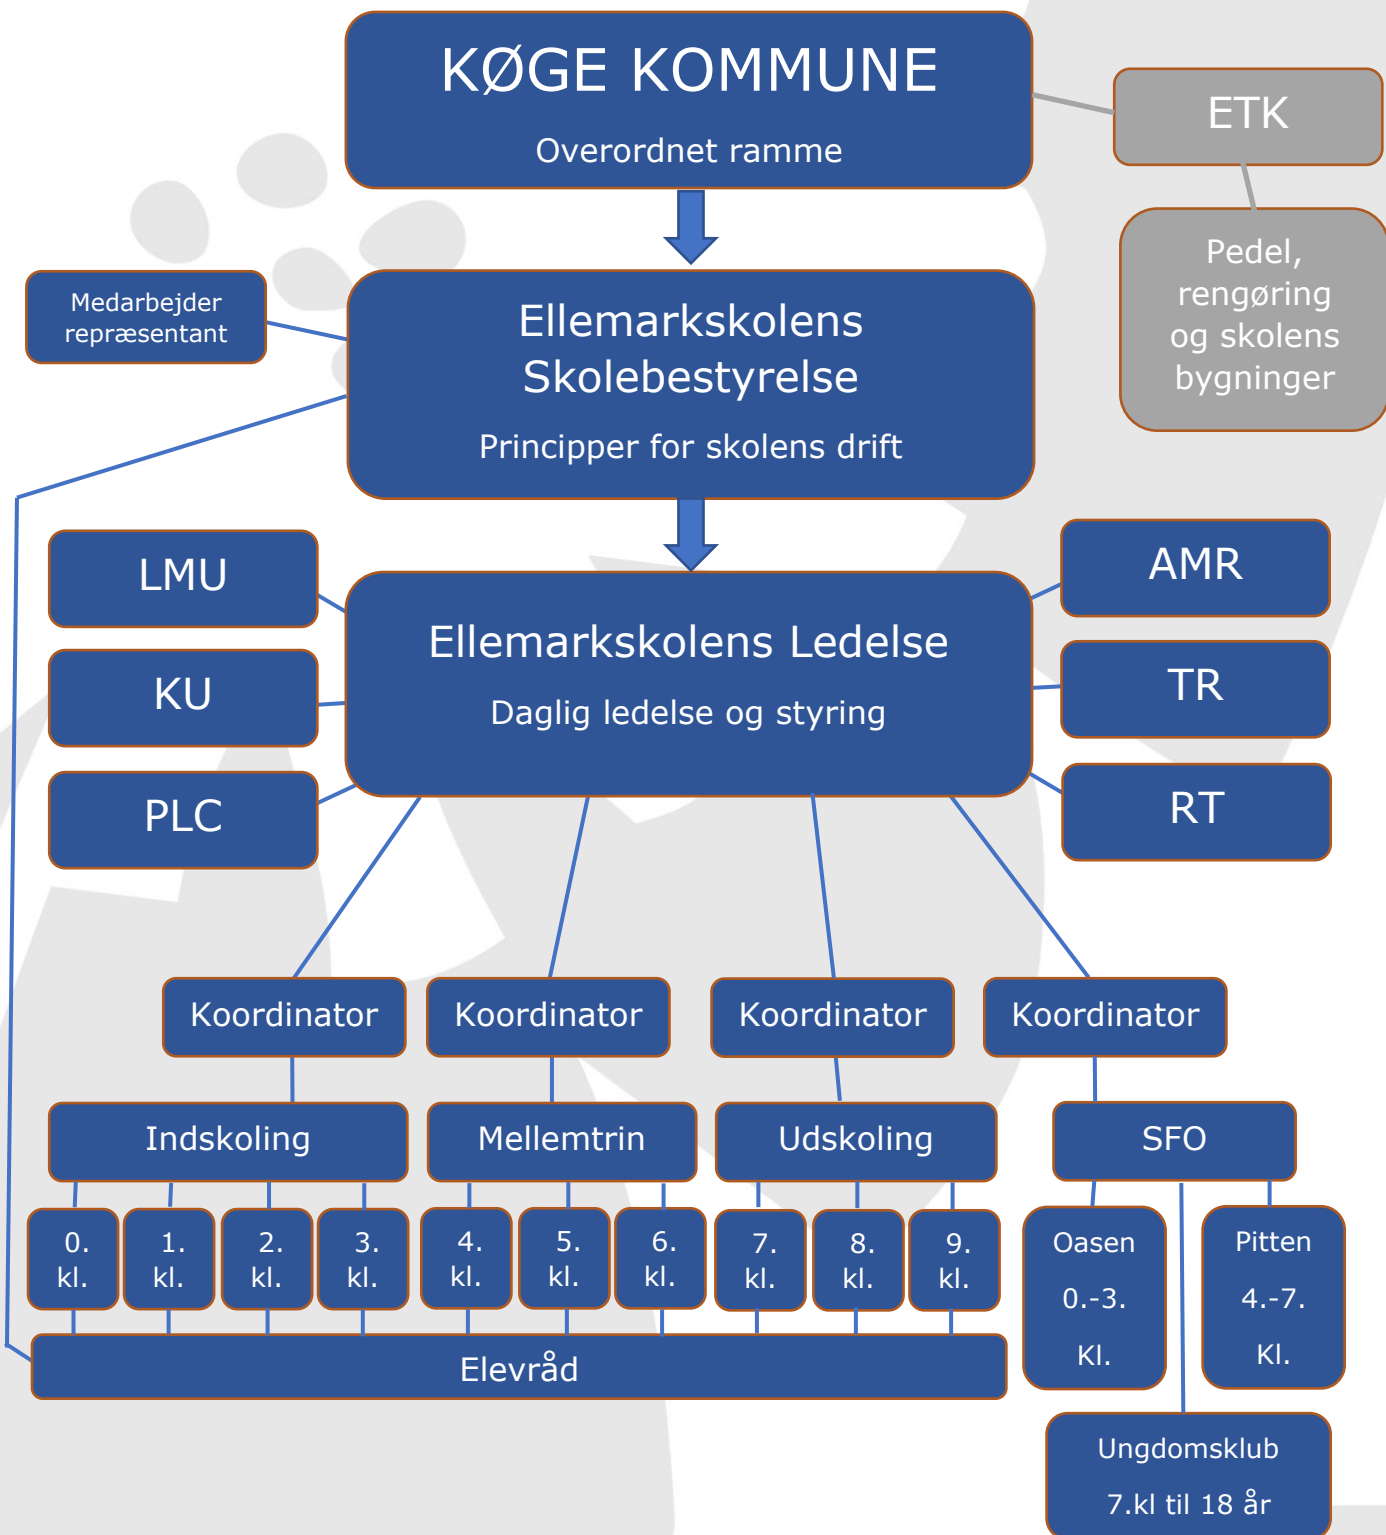 KØGE KOMMUNE
Overordnet ramme
ETK
Pedel,
rengøring
og skolens
bygninger
Medarbejder
repræsentant
Ellemarkskolens
Skolebestyrelse
Principper for skolens drift
LMU
KU
PLC
Ellemarkskolens Ledelse
Daglig ledelse og styring
AMR
TR
RT
Koordinator
Koordinator
Koordinator
Koordinator
Indskoling
Mellemtrin
Udskoling
SFO
0.
kl.
1.
kl.
2.
kl.
3.
kl.
4.
kl.
5.
kl.
6.
kl.
7.
kl.
8.
kl.
9.
kl.
Oasen
0.-3.
Kl.
Pitten
4.-7.
Kl.
Elevråd
Ungdomsklub
7.kl til 18 år